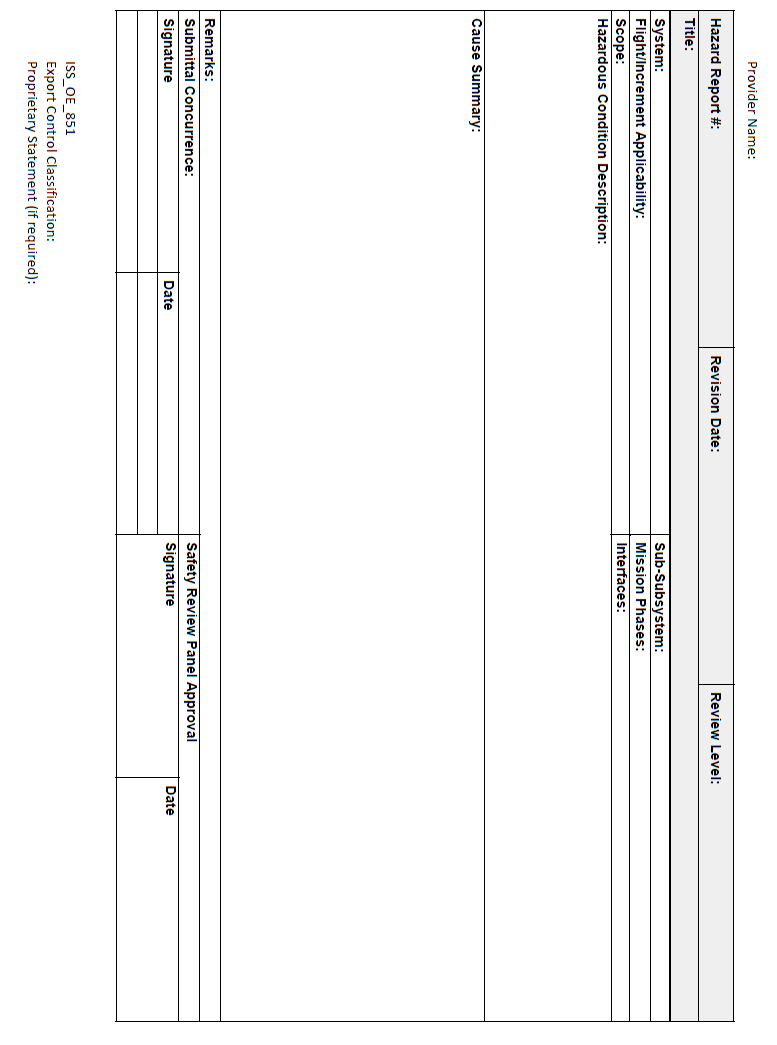 Provider Name:
Hazard Report #: Revision Date: Review Level:
Title:
System: Sub-Subsystem:
Flight/Increment Applicability: Mission Phases:
Scope: Interfaces:
Hazardous Condition Description:
Cause Summary:
Remarks:
Submittal Concurrence: Safety Review Panel Approval
Signature Date Signature Date
ISS_OE_851
Export Control Classification:
Proprietary Statement (if required):